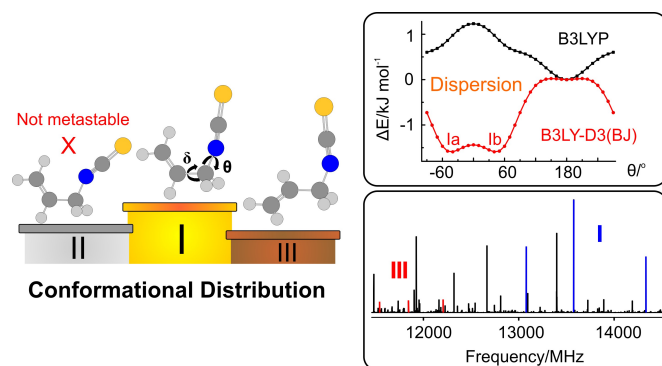 Not metastable
X
δ
θ
II
I
III
Conformational Distribution
ΔE/kJ mol⁻¹
1
0
-1
B3LYP
Dispersion
Ia
Ib
B3LY-D3(BJ)
-60
60
180
θ/°
III
I
12000
13000
14000
Frequency/MHz